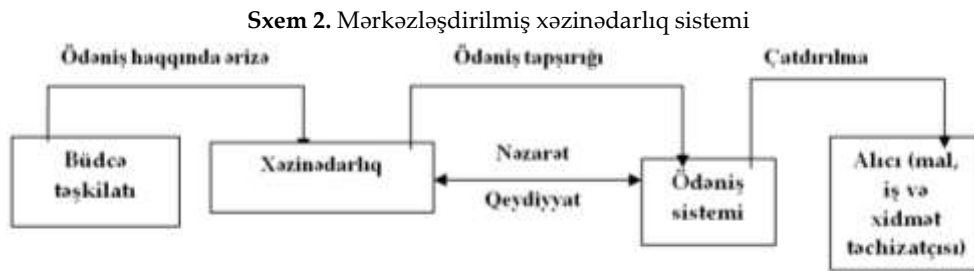 Sxem 2. Mərkəzləşdirilmiş xəzinədarlıq sistemi
Ödəniş haqqında ərizə
Ödəniş tapşırığı
Çatdırılma
Büdcə
təşkilatı
Xəzinədarlıq
Nəzarət
Qeydiyyat
Ödəniş
sistemi
Alıcı (mal,
iş və
xidmət
təchizatçısı)